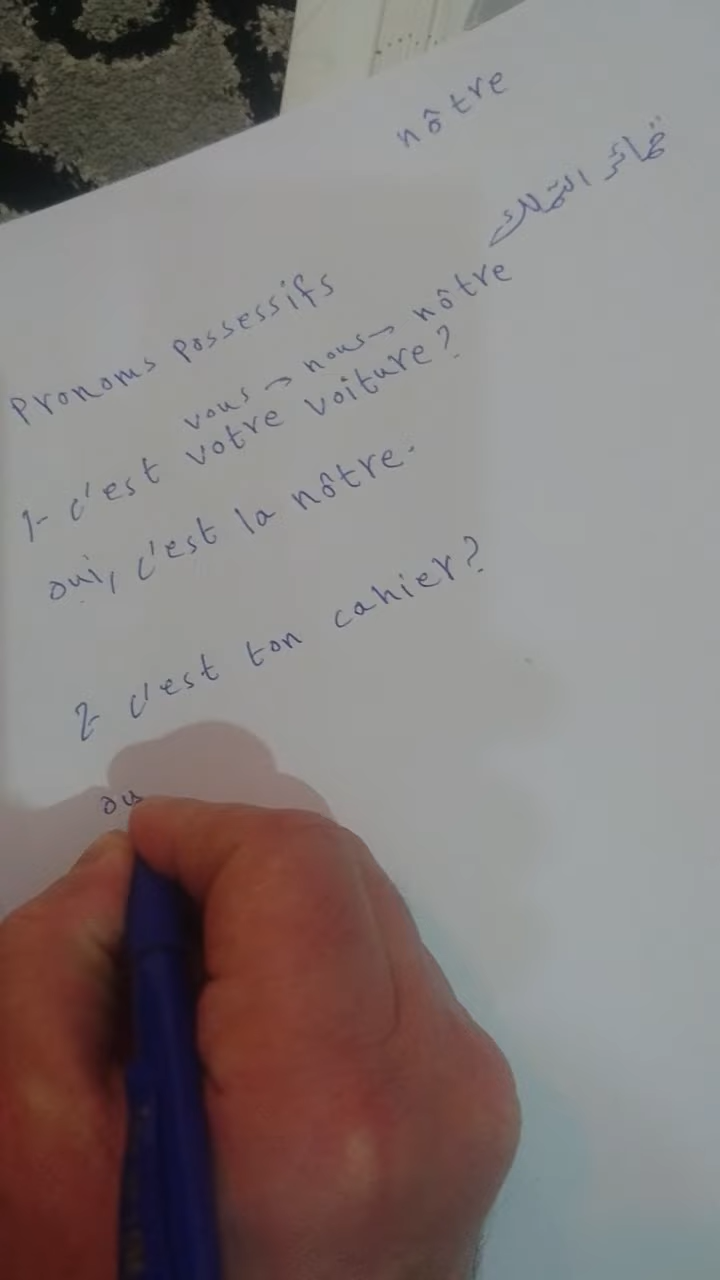 nôtre
ضمائر التملك
Pronoms possessifs
vous → nous → nôtre
1- c'est votre voiture?
oui, c'est la nôtre.
2- c'est ton cahier?
ou